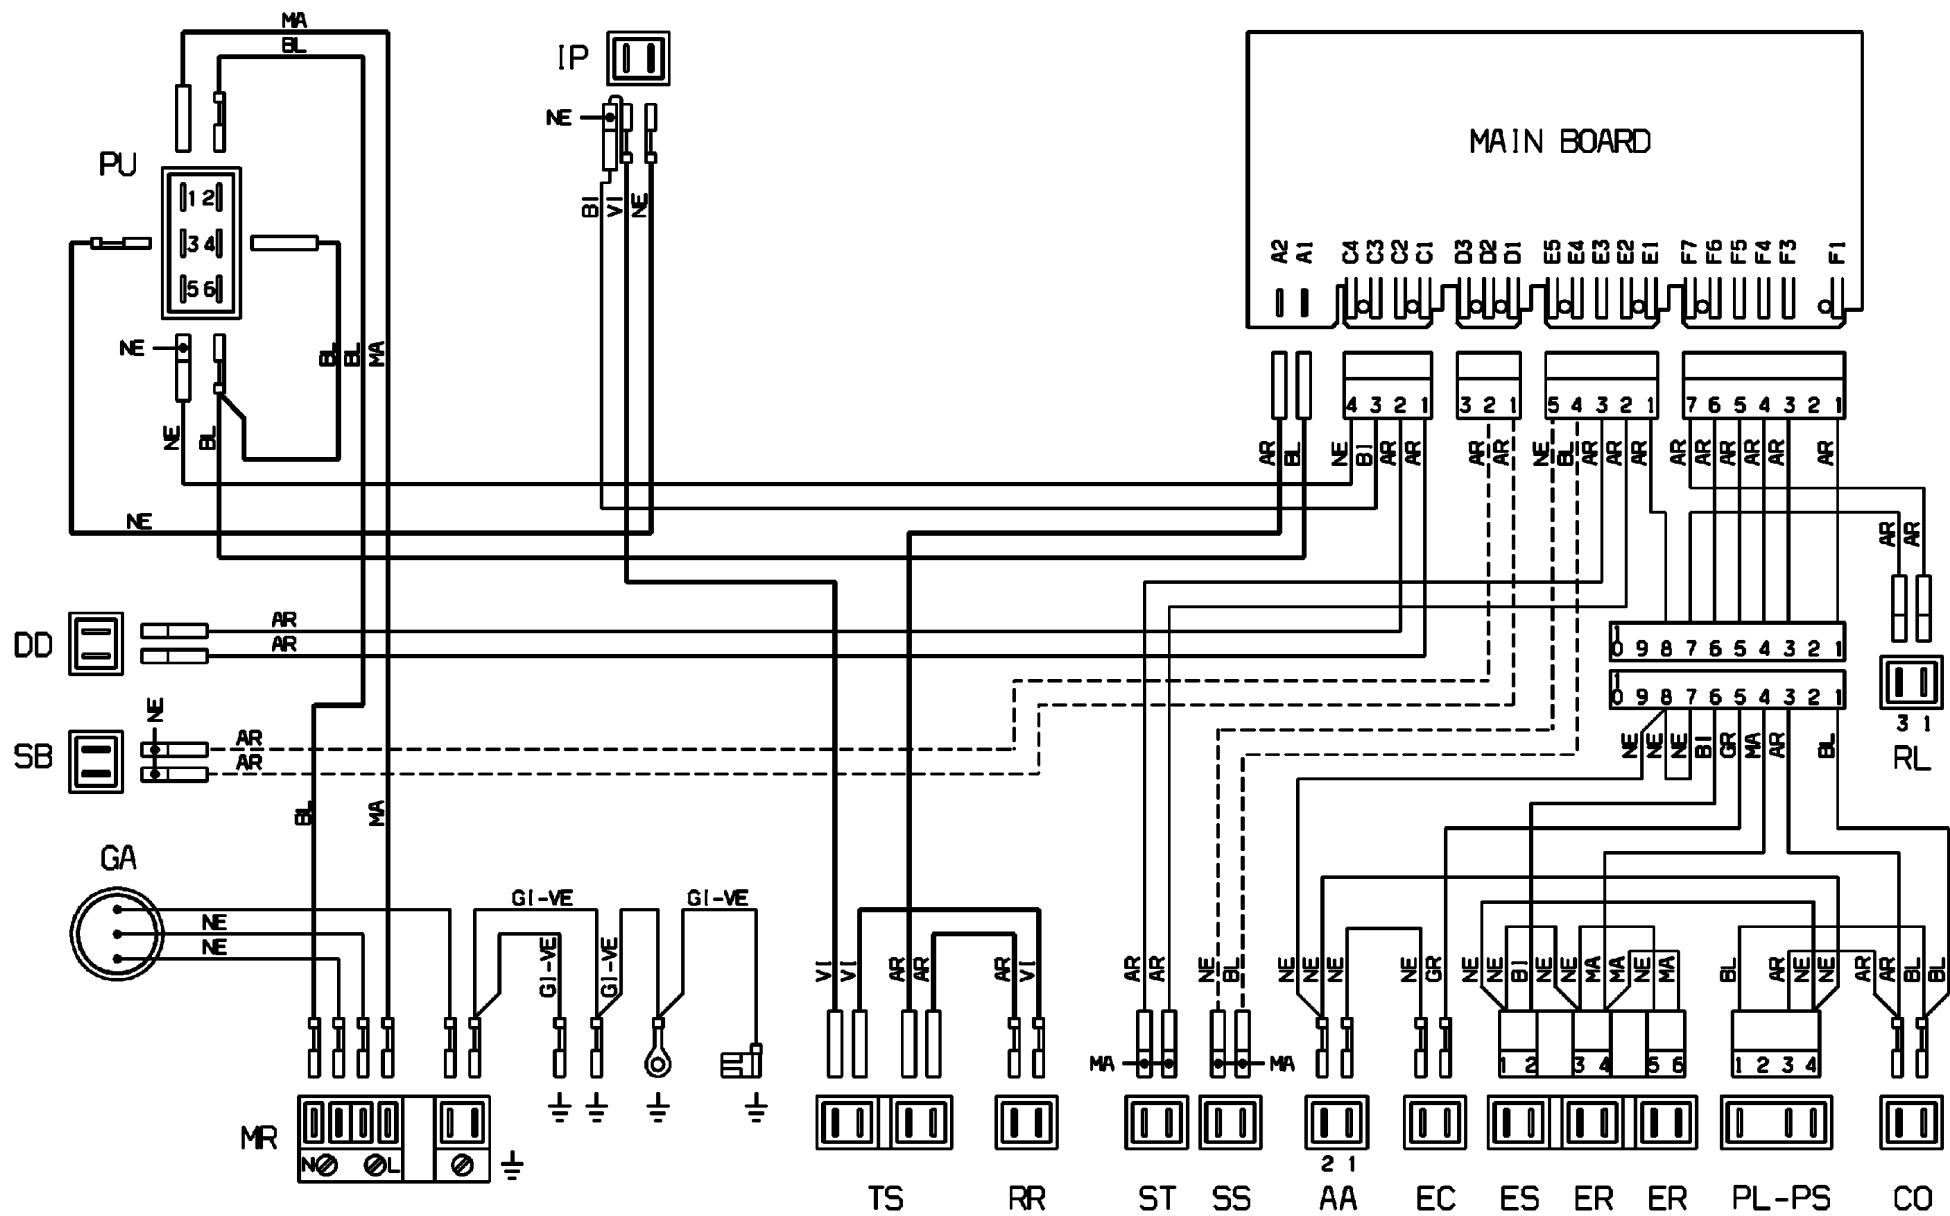 MA
BL
IP
NE
PU
1 2
3 4
5 6
BI VI NE
MAIN BOARD
A2 A1 C4 C3 C2 C1 D3 D2 D1 E5 E4 E3 E2 E1 F7 F6 F5 F4 F3 F1
NE
BL BL MA
4 3 2 1
3 2 1
5 4 3 2 1
7 6 5 4 3 2 1
NE BL
AR BL NE BI AR AR AR AR NE BL AR AR AR AR AR AR AR AR AR
NE
AR AR
DD
AR
AR
10 9 8 7 6 5 4 3 2 1
10 9 8 7 6 5 4 3 2 1
3 1
RL
NE
SB
AR
AR
NE NE BI GR MA AR BL
BL MA
GA
NE
NE
GI-VE
GI-VE
GI-VE GI-VE
VI VI AR AR AR VI
AR AR NE BL NE NE NE NE GR NE NE BI NE NE MA MA NE MA BL AR NE NE AR AR BL BL
MA
MA
1 2 3 4 5 6
1 2 3 4
MR
N L
2 1
TS RR ST SS AA EC ES ER ER PL-PS CO